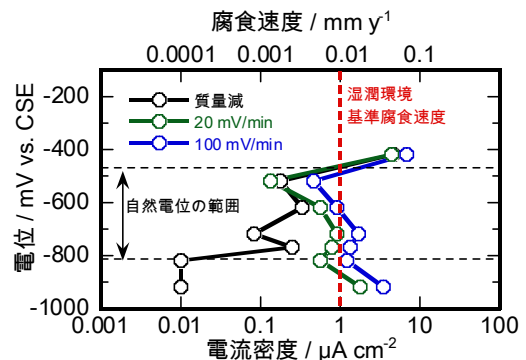 腐食速度 / mm y-1
0.0001 0.001 0.01 0.1
-200
-400
-600
-800
-1000
電位 / mV vs. CSE
質量減
20 mV/min
100 mV/min
湿潤環境
基準腐食速度
自然電位の範囲
0.001 0.01 0.1 1 10 100
電流密度 / μA cm-2